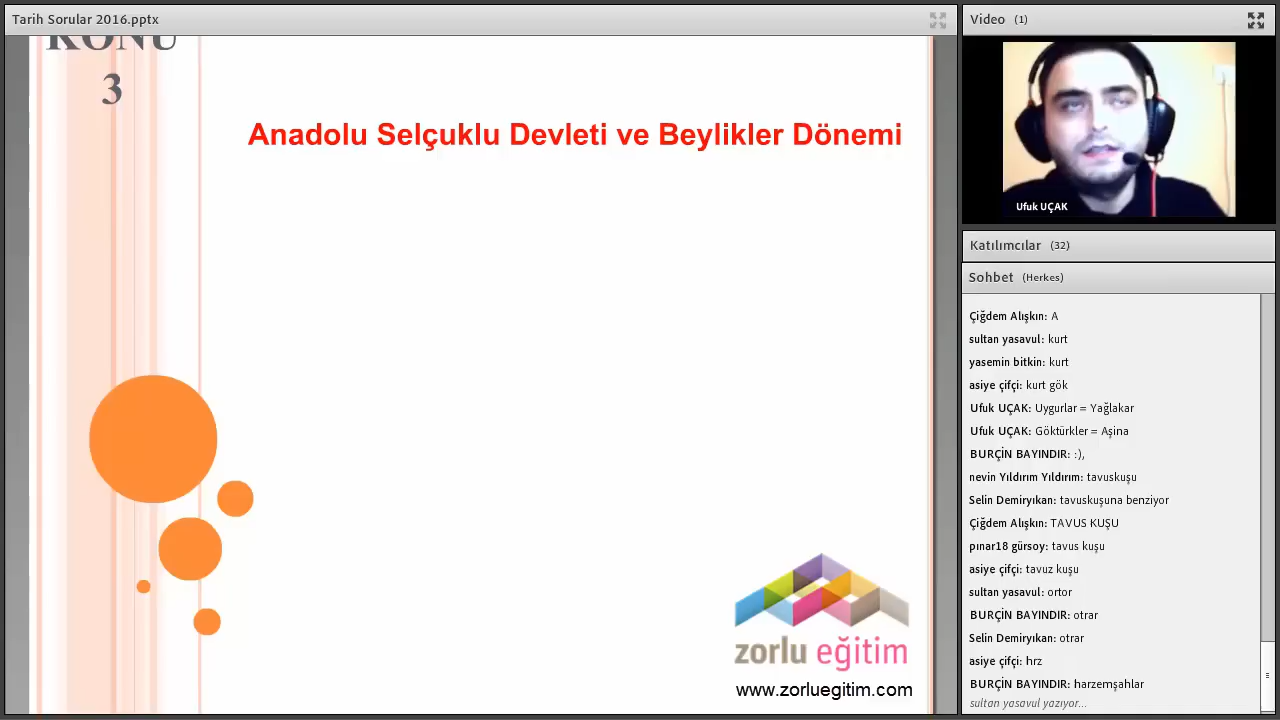 Tarih Sorular 2016.pptx
KONU
3
Anadolu Selçuklu Devleti ve Beylikler Dönemi
zorlu eğitim
www.zorluegitim.com
Video (1)
Ufuk UÇAK
Katılımcılar (32)
Sohbet (Herkes)
Çiğdem Alışkın: A
sultan yasavul: kurt
yasemin bitkin: kurt
asiye çifçi: kurt gök
Ufuk UÇAK: Uygurlar = Yağlakar
Ufuk UÇAK: Göktürkler = Aşina
BURÇİN BAYINDIR: :),
nevin Yıldırım Yıldırım: tavuskuşu
Selin Demiryıkan: tavuskuşuna benziyor
Çiğdem Alışkın: TAVUS KUŞU
pınar18 gürsoy: tavus kuşu
asiye çifçi: tavuz kuşu
sultan yasavul: ortor
BURÇİN BAYINDIR: otrar
Selin Demiryıkan: otrar
asiye çifçi: hrz
BURÇİN BAYINDIR: harzemşahlar
sultan yasavul yazıyor...